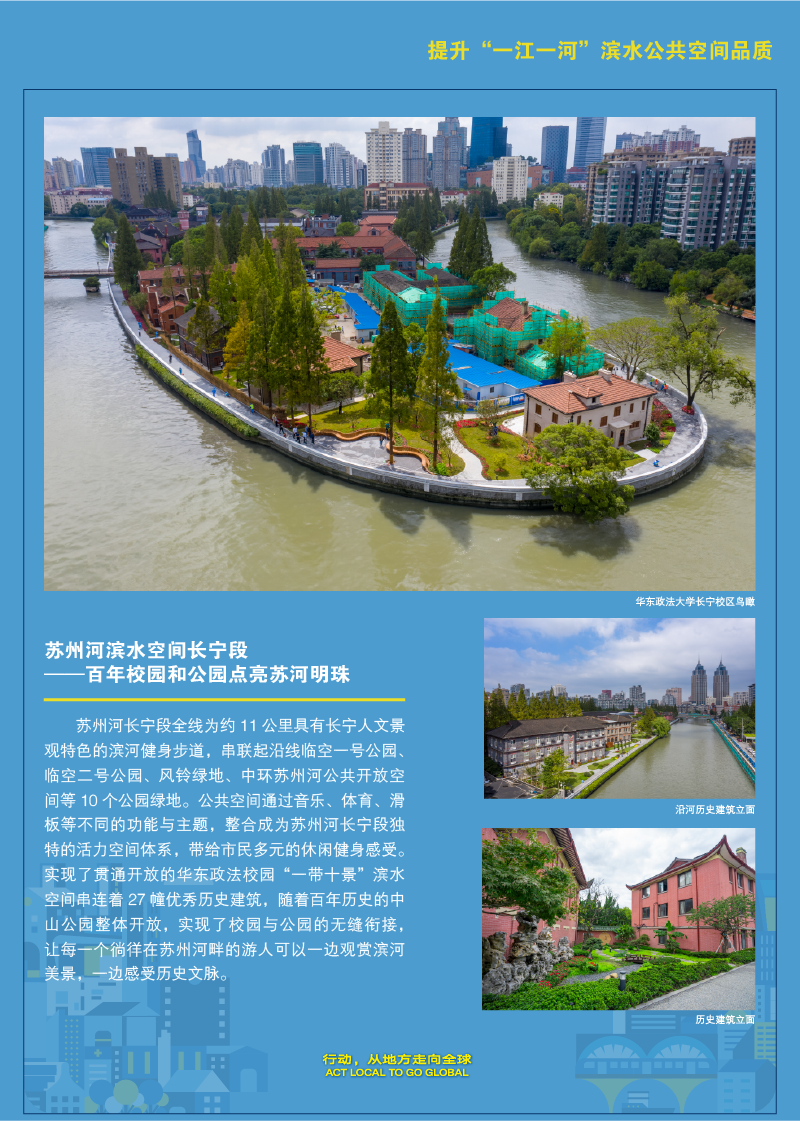 提升“一江一河”滨水公共空间品质
华东政法大学长宁校区鸟瞰
苏州河滨水空间长宁段
——百年校园和公园点亮苏河明珠
苏州河长宁段全线为约 11 公里具有长宁人文景
观特色的滨河健身步道，串联起沿线临空一号公园、
临空二号公园、风铃绿地、中环苏州河公共开放空
间等 10 个公园绿地。公共空间通过音乐、体育、滑
板等不同的功能与主题，整合成为苏州河长宁段独
特的活力空间体系，带给市民多元的休闲健身感受。
实现了贯通开放的华东政法校园“一带十景”滨水
空间串连着 27 幢优秀历史建筑，随着百年历史的中
山公园整体开放，实现了校园与公园的无缝衔接，
让每一个徜徉在苏州河畔的游人可以一边观赏滨河
美景，一边感受历史文脉。
沿河历史建筑立面
历史建筑立面
行动，从地方走向全球
ACT LOCAL TO GO GLOBAL